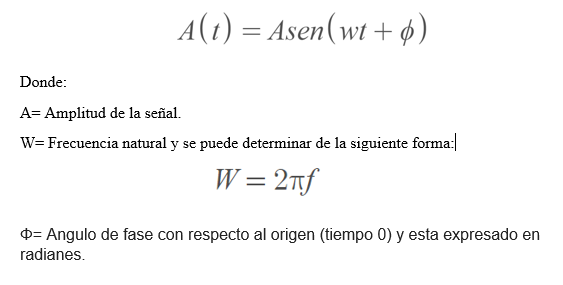 A(t) = Asen(wt + ϕ)
Donde:
A= Amplitud de la señal.
W= Frecuencia natural y se puede determinar de la siguiente forma:
W = 2πf
Φ= Angulo de fase con respecto al origen (tiempo 0) y esta expresado en
radianes.